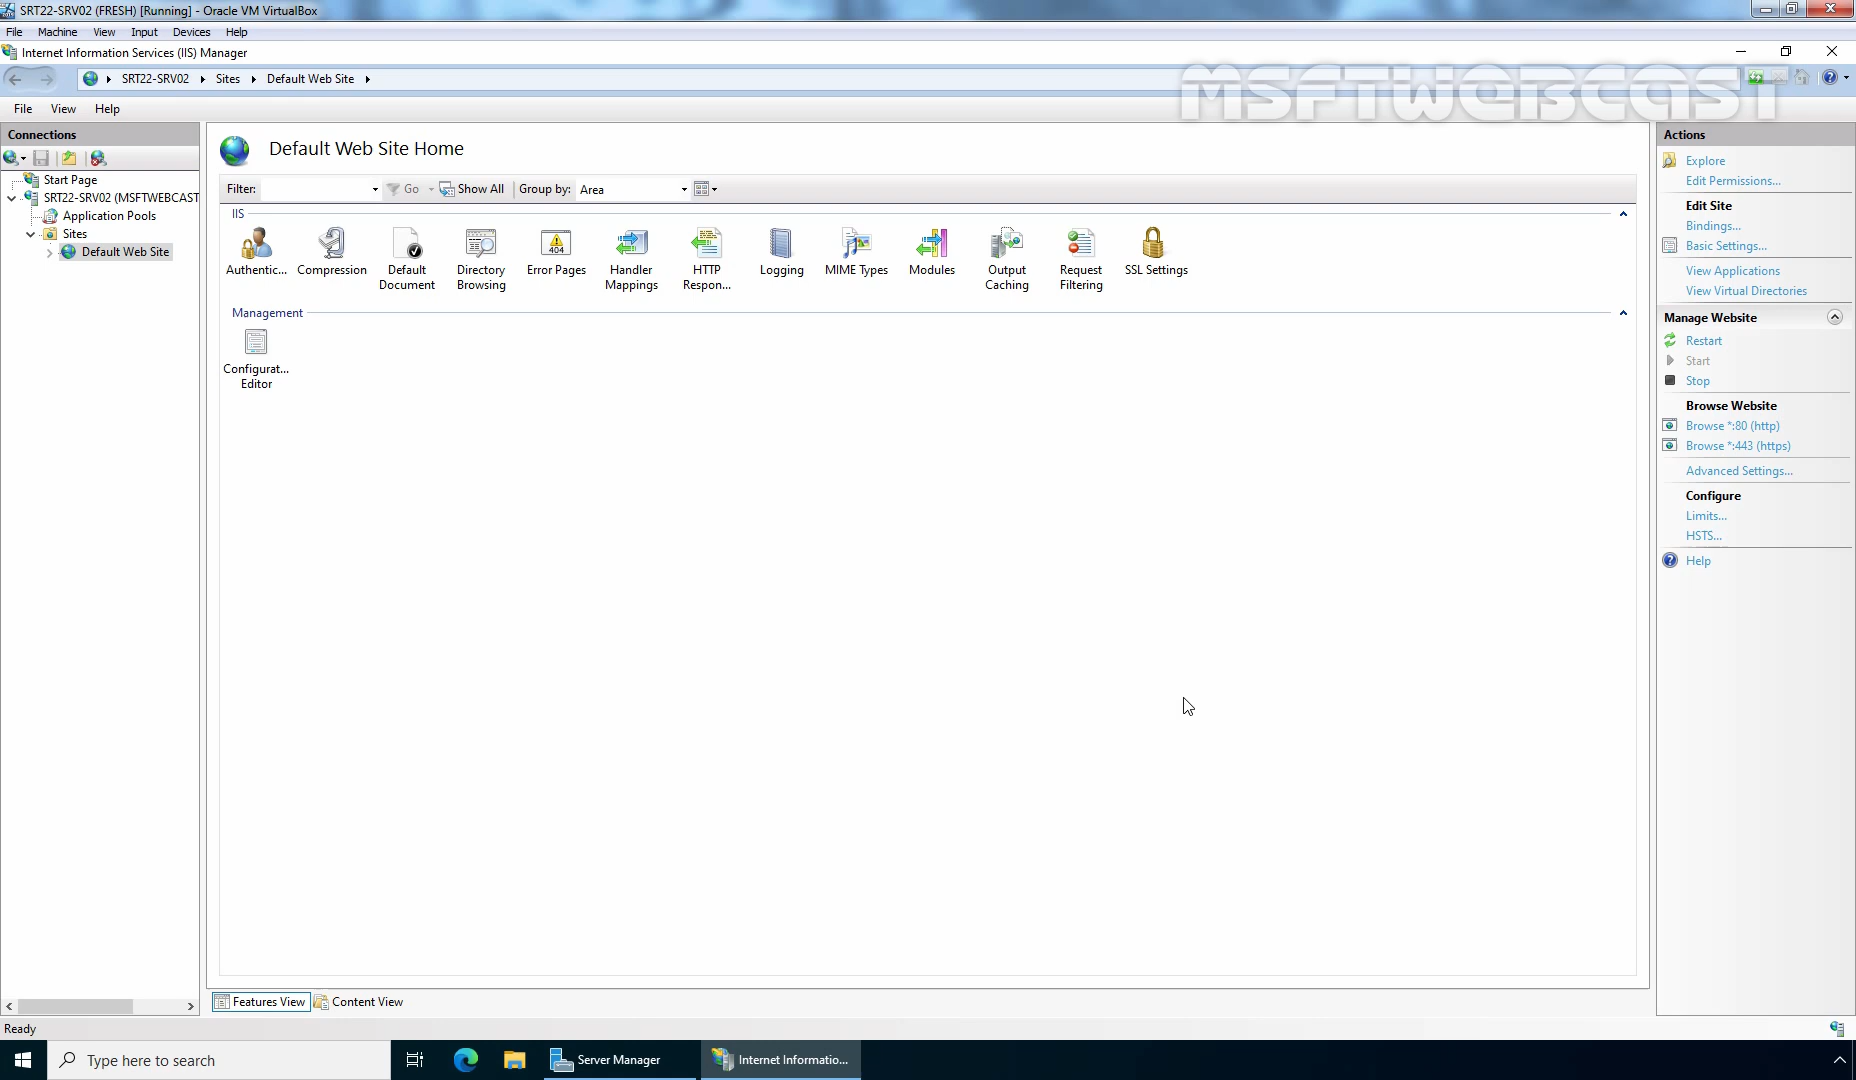 SRT22-SRV02 (FRESH) [Running] - Oracle VM VirtualBox
File Machine View Input Devices Help
Internet Information Services (IIS) Manager
SRT22-SRV02 Sites Default Web Site
MSFTWEBCAST
File View Help
Connections
Start Page
SRT22-SRV02 (MSFTWEBCAST
Application Pools
Sites
Default Web Site
Default Web Site Home
Filter: Go Show All Group by: Area
IIS
Authentic... Compression Default Document Directory Browsing Error Pages Handler Mappings HTTP Respon... Logging MIME Types Modules Output Caching Request Filtering SSL Settings
404
Management
Configurat...
Editor
Features View Content View
Actions
Explore
Edit Permissions...
Edit Site
Bindings...
Basic Settings...
View Applications
View Virtual Directories
Manage Website
Restart
Start
Stop
Browse Website
Browse *:80 (http)
Browse *:443 (https)
Advanced Settings...
Configure
Limits...
HSTS...
Help
Ready
Type here to search
Server Manager
Internet Informatio...